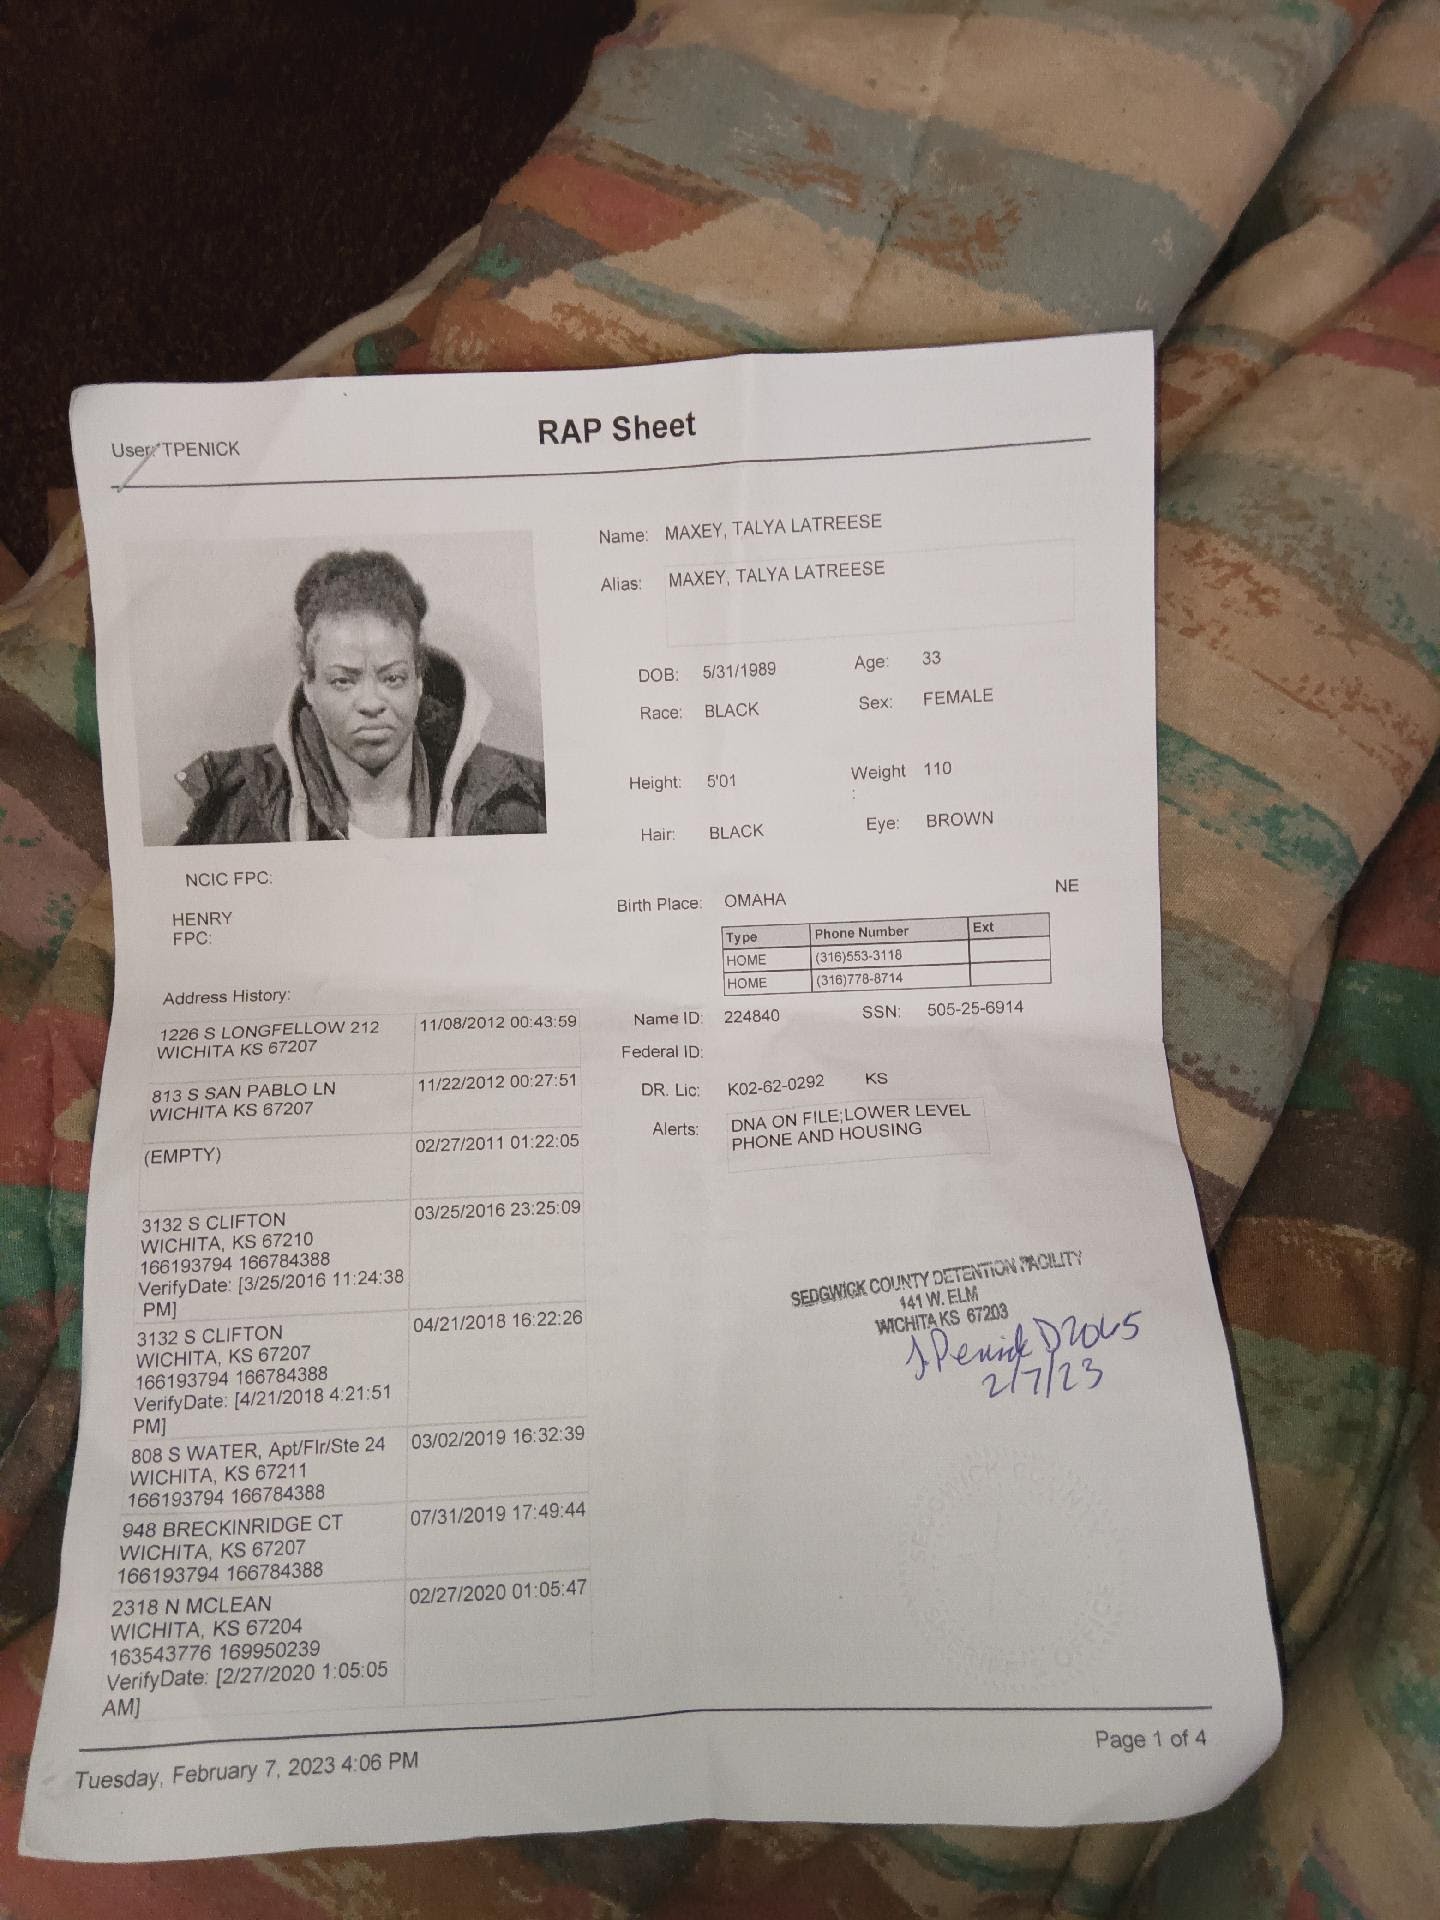 User: TPENICK
RAP Sheet
Name: MAXEY, TALYA LATREESE
Alias: MAXEY, TALYA LATREESE
DOB: 5/31/1989 Age: 33
Race: BLACK Sex: FEMALE
Height: 5'01 Weight : 110
Hair: BLACK Eye: BROWN
NCIC FPC:
HENRY
FPC:
Birth Place: OMAHA NE
Type Phone Number Ext
HOME (316)553-3118
HOME (316)778-8714
Name ID: 224840 SSN: 505-25-6914
Federal ID:
DR. Lic: K02-62-0292 KS
Alerts: DNA ON FILE;LOWER LEVEL
PHONE AND HOUSING
Address History:
1226 S LONGFELLOW 212 11/08/2012 00:43:59
WICHITA KS 67207
813 S SAN PABLO LN 11/22/2012 00:27:51
WICHITA KS 67207
(EMPTY) 02/27/2011 01:22:05
3132 S CLIFTON 03/25/2016 23:25:09
WICHITA, KS 67210
166193794 166784388
VerifyDate: [3/25/2016 11:24:38
PM]
3132 S CLIFTON 04/21/2018 16:22:26
WICHITA, KS 67207
166193794 166784388
VerifyDate: [4/21/2018 4:21:51
PM]
808 S WATER, Apt/Flr/Ste 24 03/02/2019 16:32:39
WICHITA, KS 67211
166193794 166784388
948 BRECKINRIDGE CT 07/31/2019 17:49:44
WICHITA, KS 67207
166193794 166784388
2318 N MCLEAN 02/27/2020 01:05:47
WICHITA, KS 67204
163543776 169950239
VerifyDate: [2/27/2020 1:05:05
AM]
SEDGWICK COUNTY DETENTION FACILITY
141 W. ELM
WICHITA KS 67203
Penick
2/7/23
SEDGWICK COUNTY
SHERIFF'S OFFICE
Tuesday, February 7, 2023 4:06 PM
Page 1 of 4